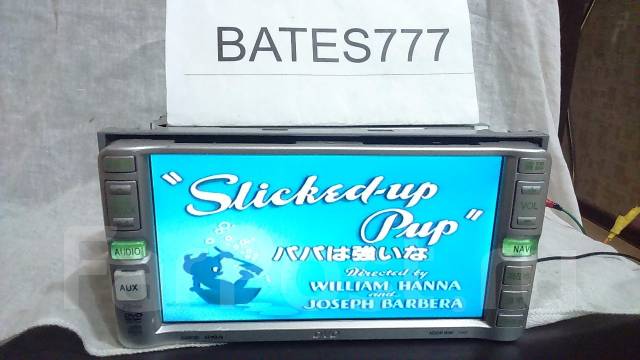 BATES777
"Slicked-up
Pup"
パパは強いな
Directed by
WILLIAM HANNA
and
JOSEPH BARBERA
VOL
AUDIO
NAVI
AUX
DVD